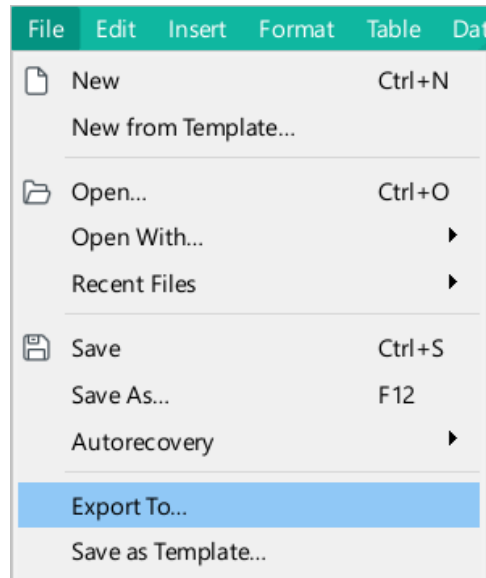 File Edit Insert Format Table Dat
New Ctrl+N
New from Template...
Open... Ctrl+O
Open With...
Recent Files
Save Ctrl+S
Save As... F12
Autorecovery
Export To...
Save as Template...